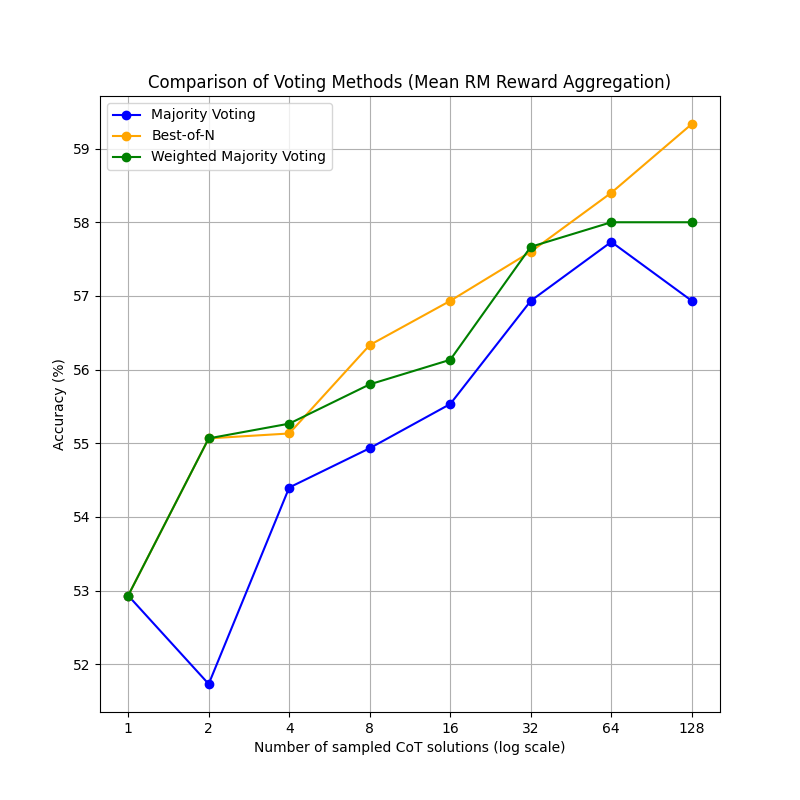 Comparison of Voting Methods (Mean RM Reward Aggregation)
Majority Voting
Best-of-N
Weighted Majority Voting
Accuracy (%)
59
58
57
56
55
54
53
52
1 2 4 8 16 32 64 128
Number of sampled CoT solutions (log scale)